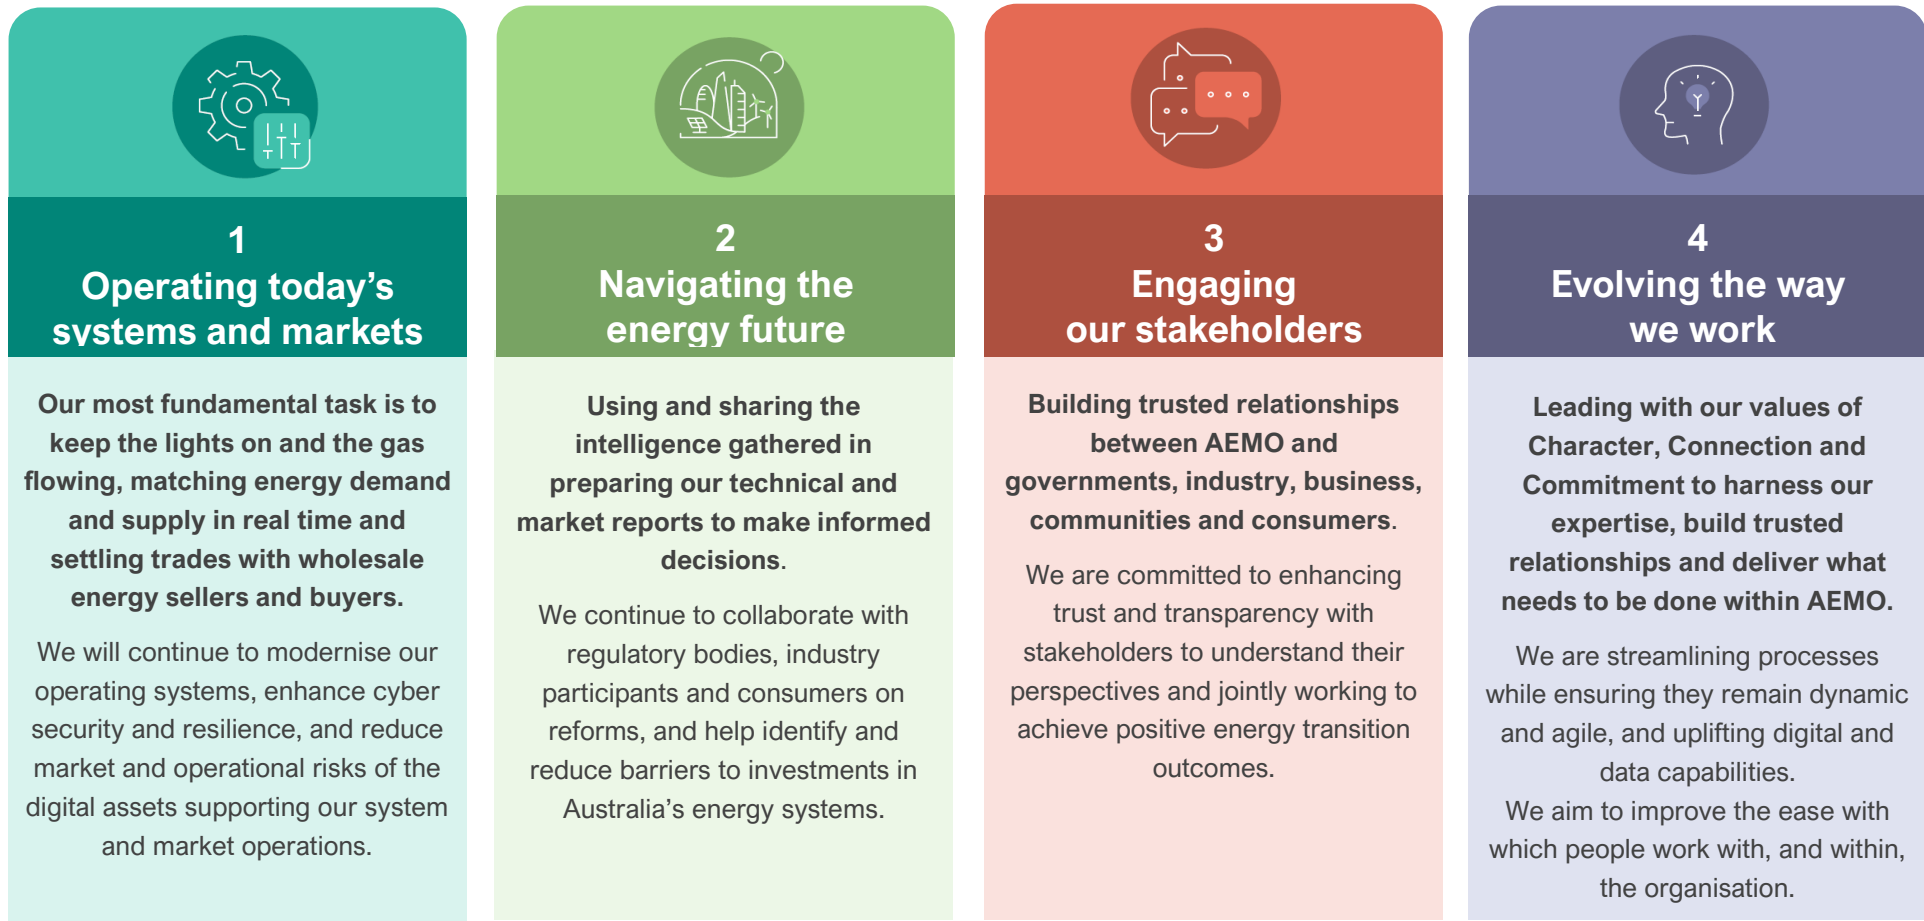 1
Operating today’s
systems and markets
Our most fundamental task is to
keep the lights on and the gas
flowing, matching energy demand
and supply in real time and
settling trades with wholesale
energy sellers and buyers.
We will continue to modernise our
operating systems, enhance cyber
security and resilience, and reduce
market and operational risks of the
digital assets supporting our system
and market operations.
2
Navigating the
energy future
Using and sharing the
intelligence gathered in
preparing our technical and
market reports to make informed
decisions.
We continue to collaborate with
regulatory bodies, industry
participants and consumers on
reforms, and help identify and
reduce barriers to investments in
Australia’s energy systems.
3
Engaging
our stakeholders
Building trusted relationships
between AEMO and
governments, industry, business,
communities and consumers.
We are committed to enhancing
trust and transparency with
stakeholders to understand their
perspectives and jointly working to
achieve positive energy transition
outcomes.
4
Evolving the way
we work
Leading with our values of
Character, Connection and
Commitment to harness our
expertise, build trusted
relationships and deliver what
needs to be done within AEMO.
We are streamlining processes
while ensuring they remain dynamic
and agile, and uplifting digital and
data capabilities.
We aim to improve the ease with
which people work with, and within,
the organisation.